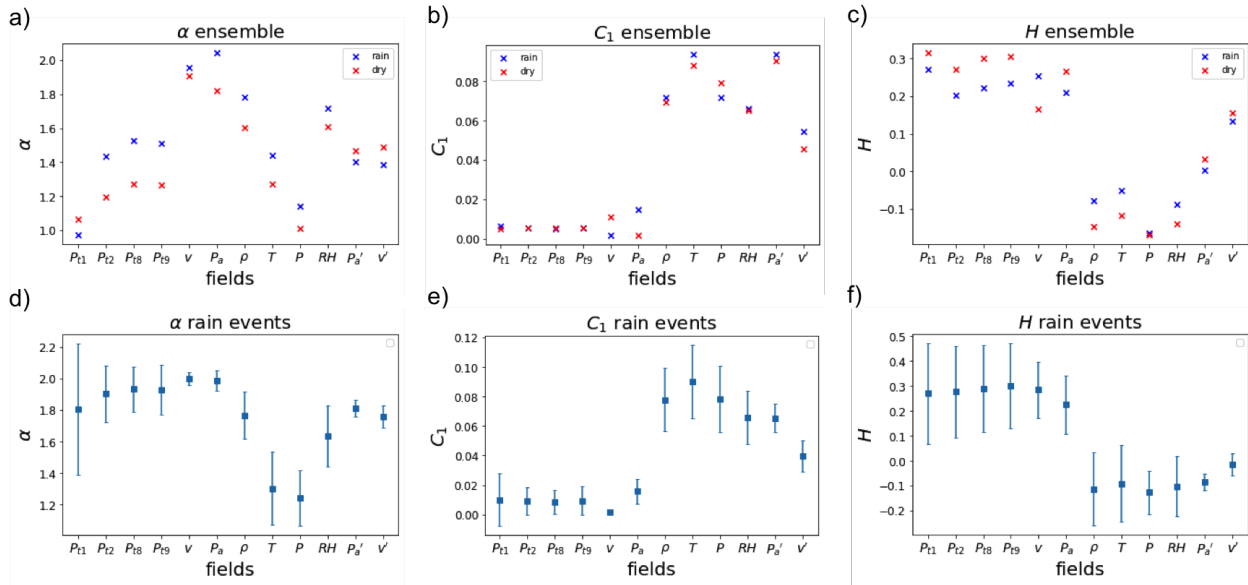 a)
α ensemble
rain
dry
2.0
1.8
1.6
1.4
1.2
1.0
α
Pt1 Pt2 Pt8 Pt9 v Pa ρ T P RH Pa' v'
fields
b)
C1 ensemble
rain
dry
0.08
0.06
0.04
0.02
0.00
C1
Pt1 Pt2 Pt8 Pt9 v Pa ρ T P RH Pa' v'
fields
c)
H ensemble
rain
dry
0.3
0.2
0.1
0.0
−0.1
H
Pt1 Pt2 Pt8 Pt9 v Pa ρ T P RH Pa' v'
fields
d)
α rain events
2.2
2.0
1.8
1.6
1.4
1.2
α
Pt1 Pt2 Pt8 Pt9 v Pa ρ T P RH Pa' v'
fields
e)
C1 rain events
0.12
0.10
0.08
0.06
0.04
0.02
0.00
C1
Pt1 Pt2 Pt8 Pt9 v Pa ρ T P RH Pa' v'
fields
f)
H rain events
0.5
0.4
0.3
0.2
0.1
0.0
−0.1
−0.2
H
Pt1 Pt2 Pt8 Pt9 v Pa ρ T P RH Pa' v'
fields